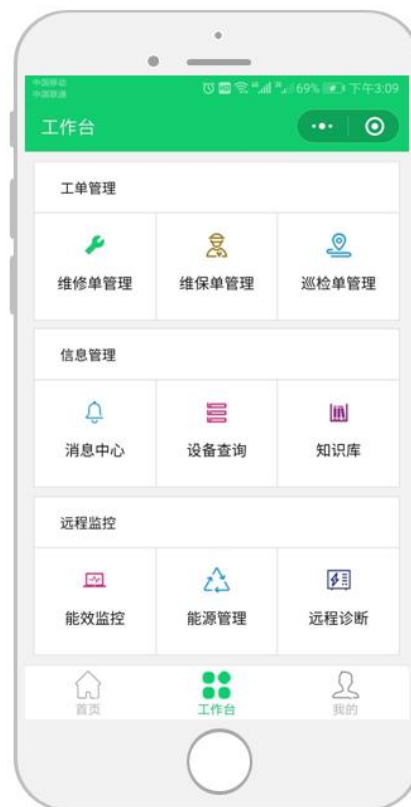 中国移动
中国联通
HD 4G 69% 下午3:09
工作台
工单管理
维修单管理 维保单管理 巡检单管理
信息管理
消息中心 设备查询 知识库
远程监控
能效监控 能源管理 远程诊断
首页 工作台 我的